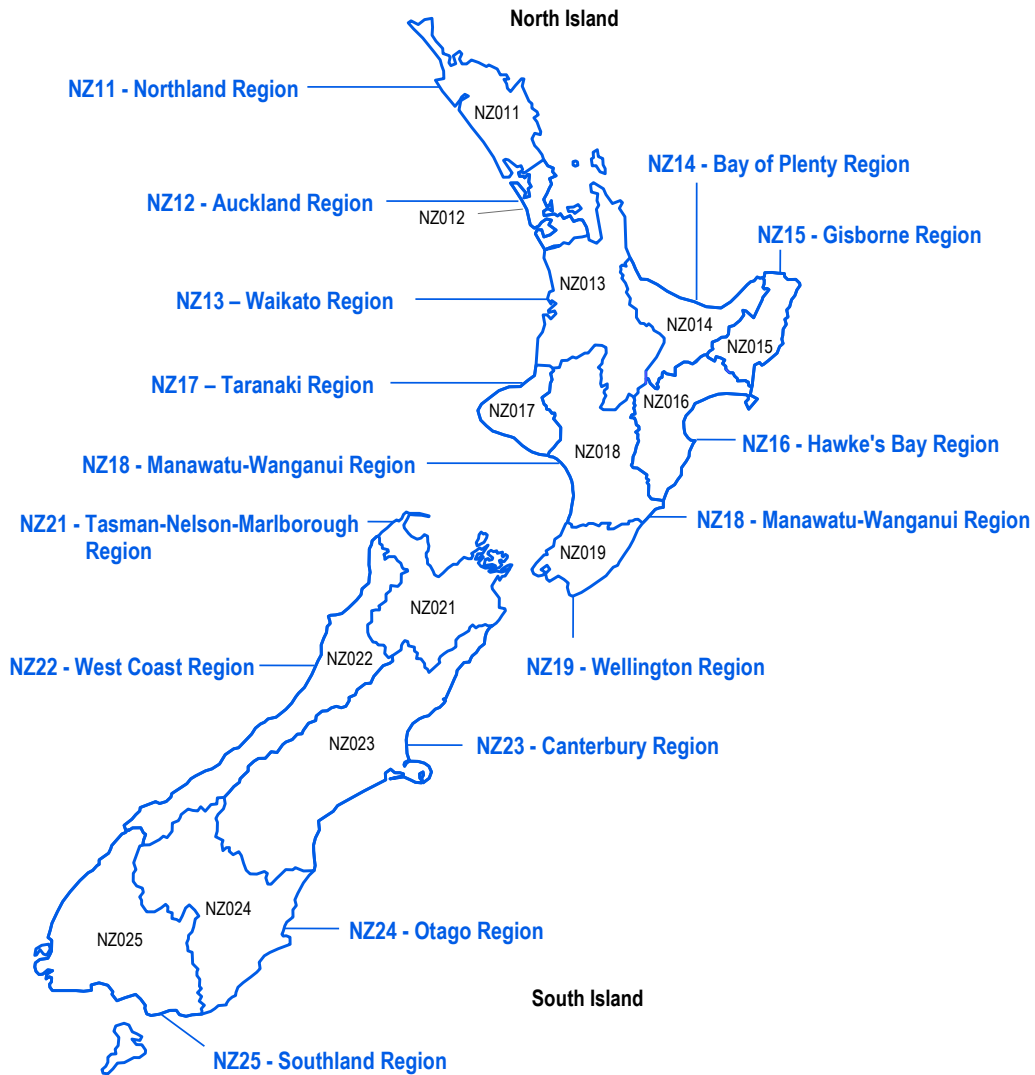 North Island
NZ11 - Northland Region
NZ011
NZ14 - Bay of Plenty Region
NZ12 - Auckland Region
NZ012
NZ15 - Gisborne Region
NZ013
NZ13 – Waikato Region
NZ014
NZ015
NZ17 – Taranaki Region
NZ016
NZ017
NZ16 - Hawke's Bay Region
NZ018
NZ18 - Manawatu-Wanganui Region
NZ21 - Tasman-Nelson-Marlborough
Region
NZ18 - Manawatu-Wanganui Region
NZ019
NZ021
NZ022
NZ22 - West Coast Region
NZ19 - Wellington Region
NZ023
NZ23 - Canterbury Region
NZ024
NZ24 - Otago Region
NZ025
South Island
NZ25 - Southland Region